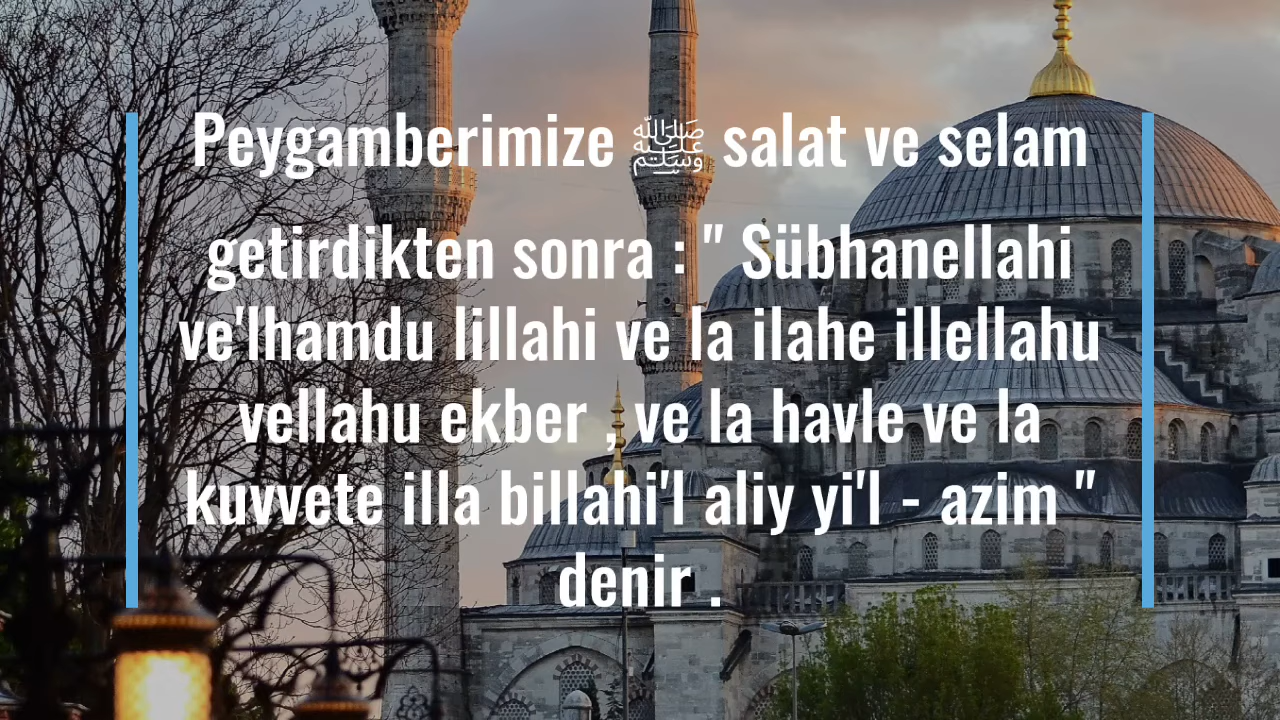 Peygamberimize ﷺ salat ve selam
getirdikten sonra : " Sübhanellahi
ve'lhamdu lillahi ve la ilahe illellahu
vellahu ekber , ve la havle ve la
kuvvete illa billahi'l aliy yi'l - azim "
denir .